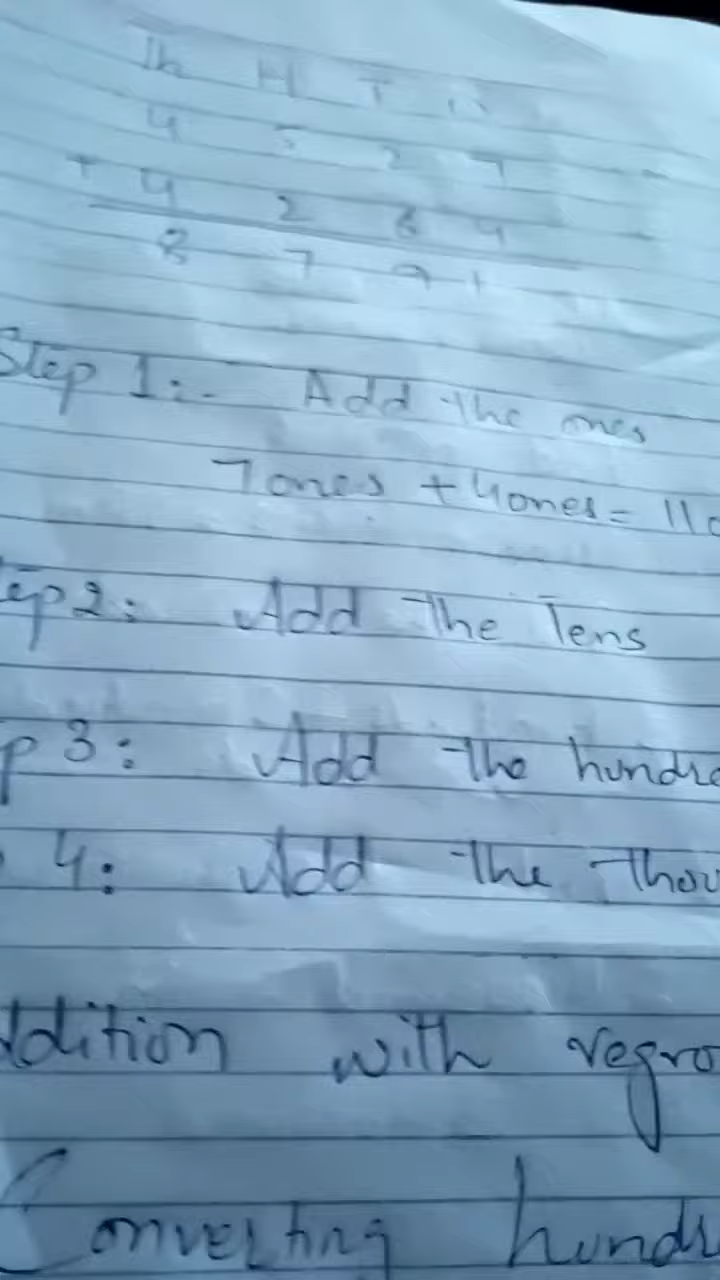 Th H T O
4 5 2 7
+ 4 2 6 4
8 7 9 1
Step 1:- Add the ones
7 ones + 4 ones = 11 o
ep 2: Add the Tens
p 3: Add the hundre
4: Add the thou
ddition with regro
Converting hundr